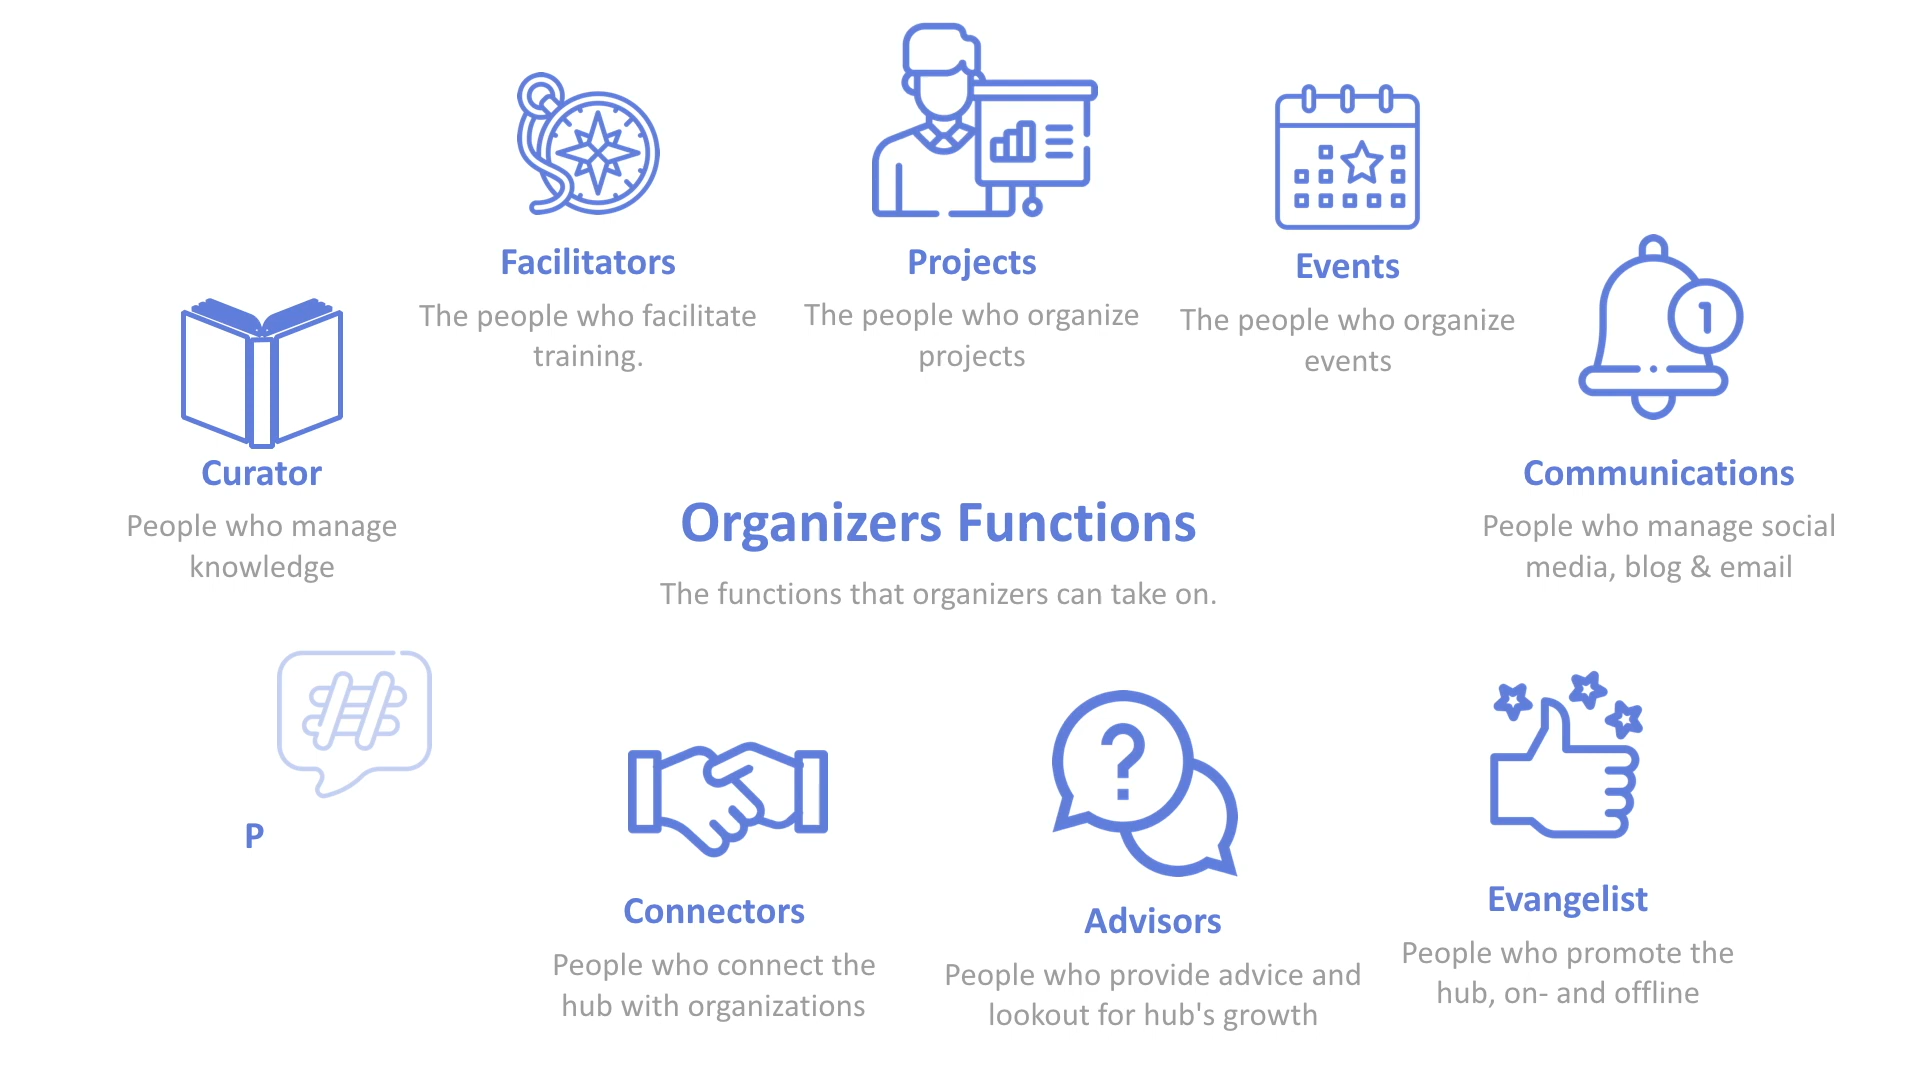 Facilitators
The people who facilitate
training.
Projects
The people who organize
projects
Events
The people who organize
events
Curator
People who manage
knowledge
Communications
People who manage social
media, blog & email
1
Organizers Functions
The functions that organizers can take on.
#
P
Connectors
People who connect the
hub with organizations
?
Advisors
People who provide advice and
lookout for hub's growth
Evangelist
People who promote the
hub, on- and offline